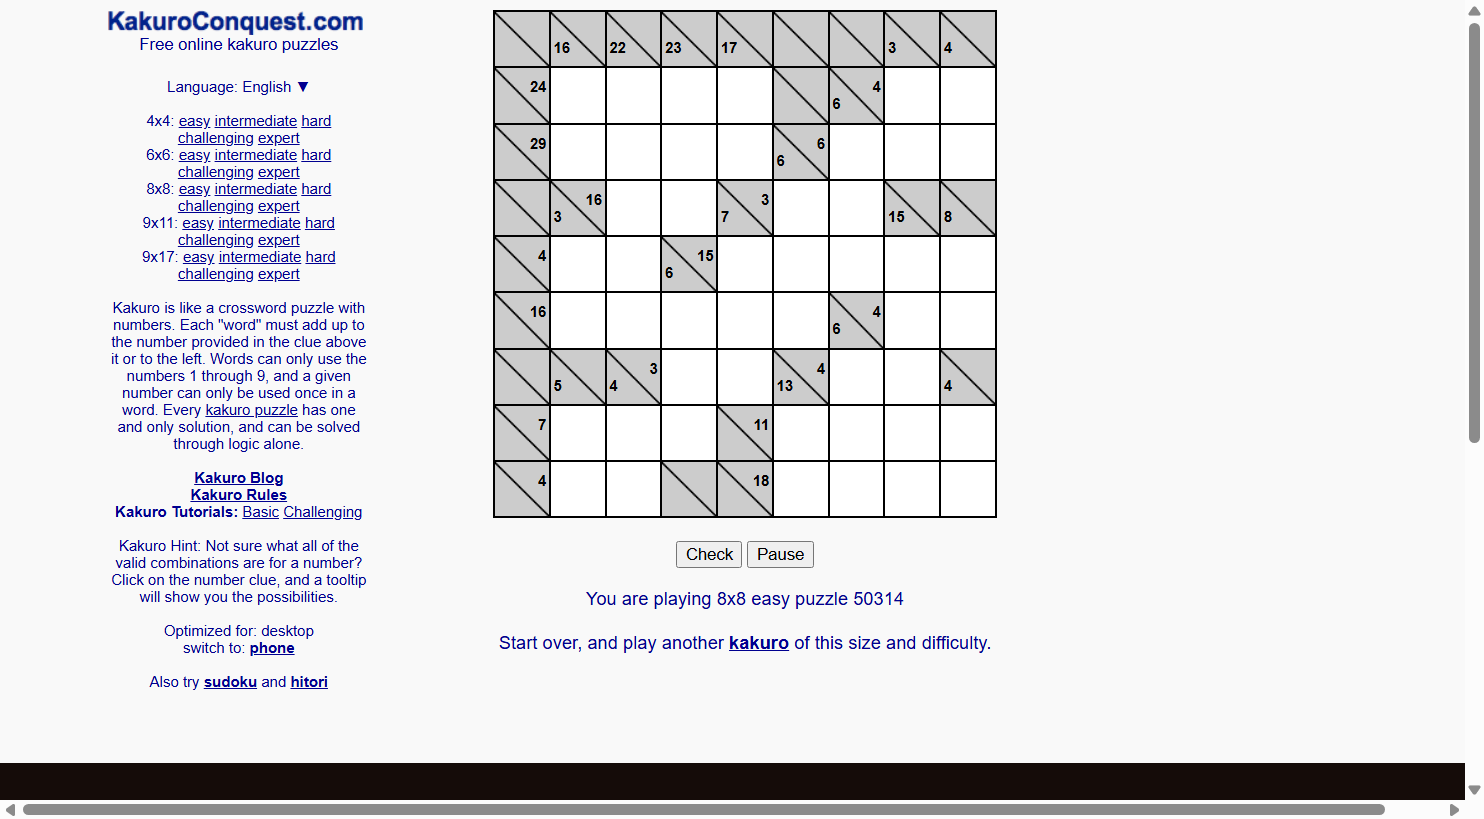 KakuroConquest.com
Free online kakuro puzzles
Language: English ▼
4x4: easy intermediate hard
challenging expert
6x6: easy intermediate hard
challenging expert
8x8: easy intermediate hard
challenging expert
9x11: easy intermediate hard
challenging expert
9x17: easy intermediate hard
challenging expert
Kakuro is like a crossword puzzle with
numbers. Each "word" must add up to
the number provided in the clue above
it or to the left. Words can only use the
numbers 1 through 9, and a given
number can only be used once in a
word. Every kakuro puzzle has one
and only solution, and can be solved
through logic alone.
Kakuro Blog
Kakuro Rules
Kakuro Tutorials: Basic Challenging
Kakuro Hint: Not sure what all of the
valid combinations are for a number?
Click on the number clue, and a tooltip
will show you the possibilities.
Optimized for: desktop
switch to: phone
Also try sudoku and hitori
16 22 23 17 3 4
24 6 4
29 6 6
3 16 7 3 15 8
4 6 15
16 6 4
5 4 3 13 4 4
7 11
4 18
Check Pause
You are playing 8x8 easy puzzle 50314
Start over, and play another kakuro of this size and difficulty.